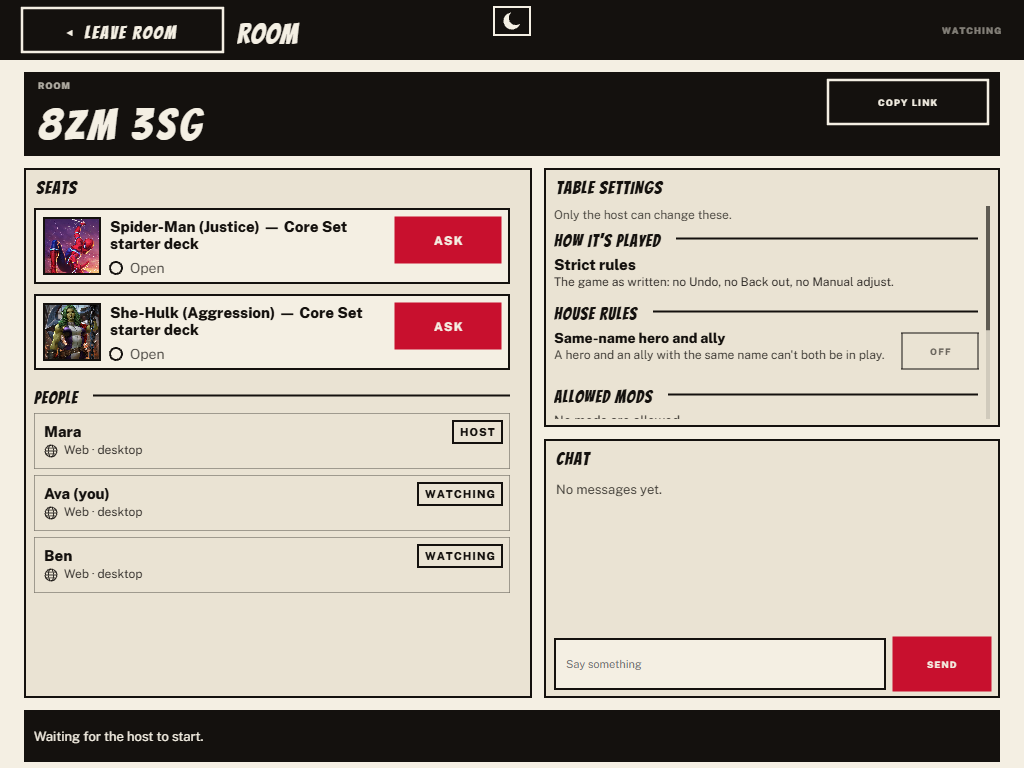 ◂ LEAVE ROOM
ROOM
WATCHING
ROOM
8ZM 3SG
COPY LINK
SEATS
Spider-Man (Justice) — Core Set
starter deck
Open
ASK
She-Hulk (Aggression) — Core Set
starter deck
Open
ASK
PEOPLE
Mara
Web · desktop
HOST
Ava (you)
Web · desktop
WATCHING
Ben
Web · desktop
WATCHING
TABLE SETTINGS
Only the host can change these.
HOW IT'S PLAYED
Strict rules
The game as written: no Undo, no Back out, no Manual adjust.
HOUSE RULES
Same-name hero and ally
A hero and an ally with the same name can't both be in play.
OFF
ALLOWED MODS
No mods are allowed
CHAT
No messages yet.
Say something
SEND
Waiting for the host to start.